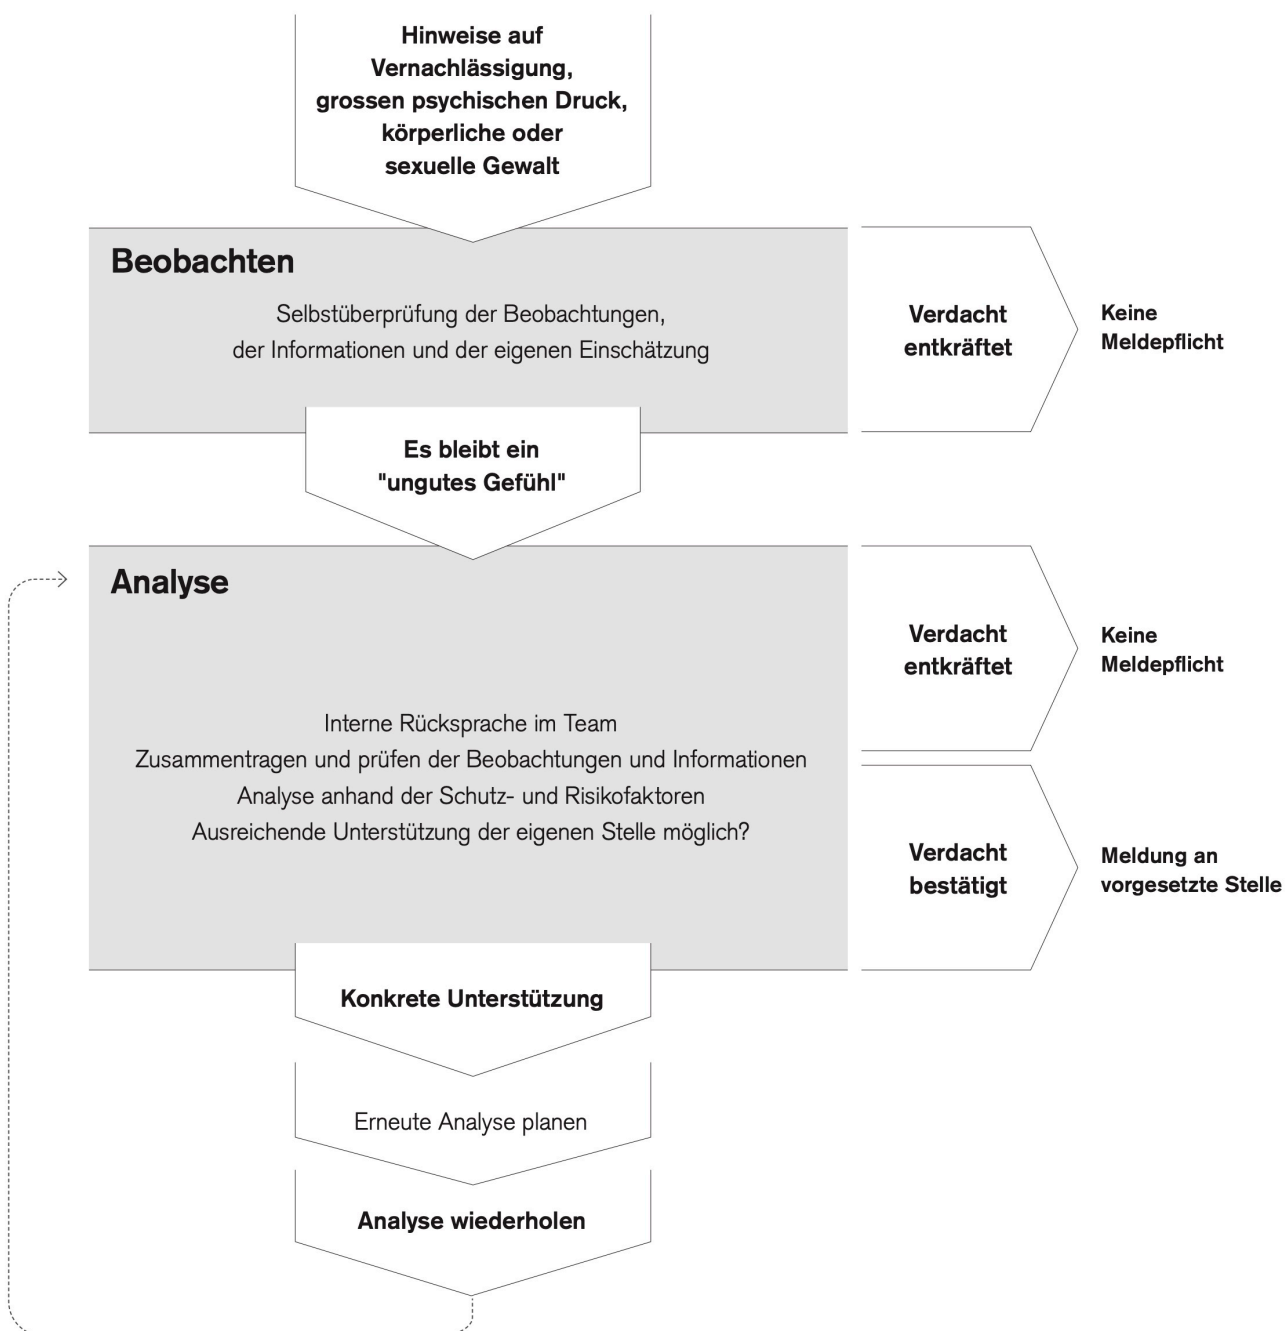 Hinweise auf
Vernachlässigung,
grossen psychischen Druck,
körperliche oder
sexuelle Gewalt
Beobachten
Selbstüberprüfung der Beobachtungen,
der Informationen und der eigenen Einschätzung
Verdacht
entkräftet
Keine
Meldepflicht
Es bleibt ein
"ungutes Gefühl"
Analyse
Interne Rücksprache im Team
Zusammentragen und prüfen der Beobachtungen und Informationen
Analyse anhand der Schutz- und Risikofaktoren
Ausreichende Unterstützung der eigenen Stelle möglich?
Verdacht
entkräftet
Keine
Meldepflicht
Verdacht
bestätigt
Meldung an
vorgesetzte Stelle
Konkrete Unterstützung
Erneute Analyse planen
Analyse wiederholen